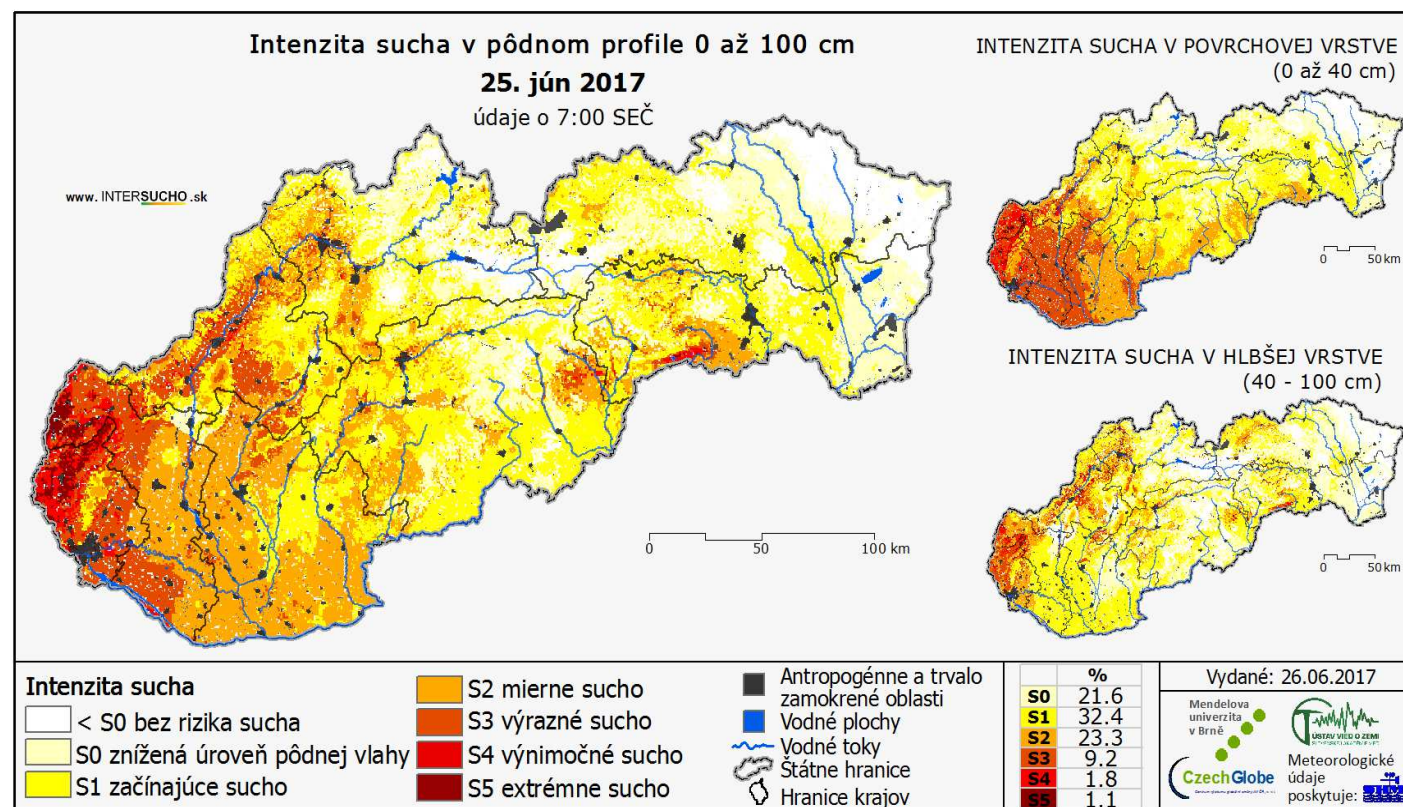 Intenzita sucha v pôdnom profile 0 až 100 cm
25. jún 2017
údaje o 7:00 SEČ
www. INTERSUCHO .sk
0 50 100 km
INTENZITA SUCHA V POVRCHOVEJ VRSTVE
(0 až 40 cm)
0 50 km
INTENZITA SUCHA V HLBŠEJ VRSTVE
(40 - 100 cm)
0 50 km
Intenzita sucha
< S0 bez rizika sucha
S0 znížená úroveň pôdnej vlahy
S1 začínajúce sucho
S2 mierne sucho
S3 výrazné sucho
S4 výnimočné sucho
S5 extrémne sucho
Antropogénne a trvalo
zamokrené oblasti
Vodné plochy
Vodné toky
Štátne hranice
Hranice krajov
%
S0 21.6
S1 32.4
S2 23.3
S3 9.2
S4 1.8
S5 1.1
Vydané: 26.06.2017
Mendelova
univerzita
v Brně
ÚSTAV VIED O ZEMI
CzechGlobe
Meteorologické
údaje
poskytuje: